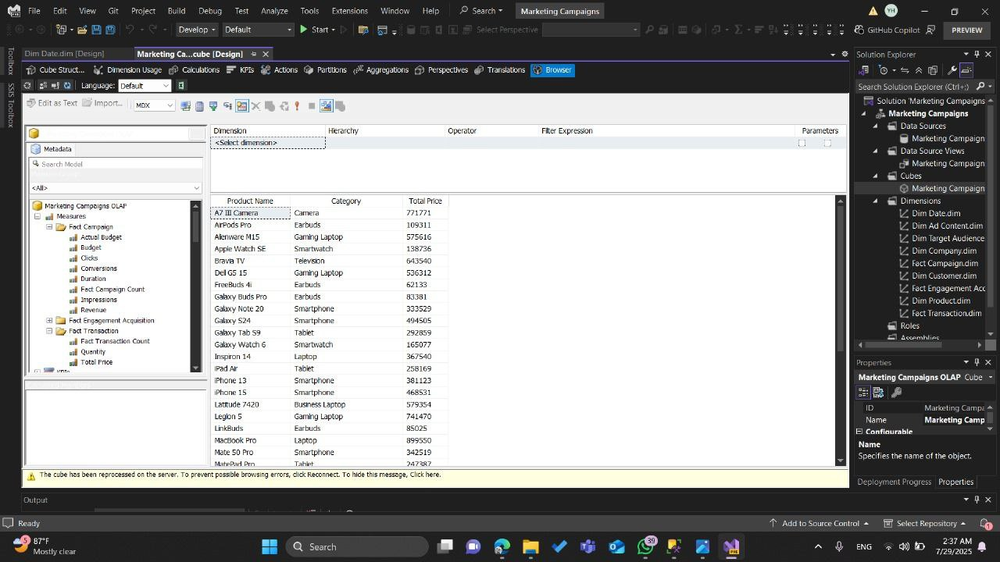 File Edit View Git Project Build Debug Test Analyze Tools Extensions Window Help Search Marketing Campaigns YH
Develop Default Start Select Perspective GitHub Copilot PREVIEW
Toolbox
SSIS Toolbox
Dim Date.dim [Design] Marketing Ca...cube [Design]
Cube Struct... Dimension Usage Calculations KPIs Actions Partitions Aggregations Perspectives Translations Browser
Language: Default
Edit as Text Import... MDX
Metadata
Search Model
<All>
Marketing Campaigns OLAP
Measures
Fact Campaign
Actual Budget
Budget
Clicks
Conversions
Duration
Fact Campaign Count
Impressions
Revenue
Fact Engagement Acquisition
Fact Transaction
Fact Transaction Count
Quantity
Total Price
KPIs
Dimension Hierarchy Operator Filter Expression Parameters
<Select dimension>
Product Name Category Total Price
A7 III Camera Camera 771771
AirPods Pro Earbuds 109311
Alienware M15 Gaming Laptop 575616
Apple Watch SE Smartwatch 138736
Bravia TV Television 643540
Dell G5 15 Gaming Laptop 536312
FreeBuds 4i Earbuds 62133
Galaxy Buds Pro Earbuds 83381
Galaxy Note 20 Smartphone 333529
Galaxy S24 Smartphone 494505
Galaxy Tab S9 Tablet 292859
Galaxy Watch 6 Smartwatch 165077
Inspiron 14 Laptop 367540
iPad Air Tablet 258169
iPhone 13 Smartphone 381123
iPhone 15 Smartphone 468531
Latitude 7420 Business Laptop 579354
Legion 5 Gaming Laptop 741470
LinkBuds Earbuds 85025
MacBook Pro Laptop 899550
Mate 50 Pro Smartphone 342519
MatePad Pro Tablet 247387
The cube has been reprocessed on the server. To prevent possible browsing errors, click Reconnect. To hide this message, Click here.
Solution Explorer
Search Solution Explorer (Ctrl+;)
Solution 'Marketing Campaigns
Marketing Campaigns
Data Sources
Marketing Campaign
Data Source Views
Marketing Campaign
Cubes
Marketing Campaign
Dimensions
Dim Date.dim
Dim Ad Content.dim
Dim Target Audience
Dim Company.dim
Fact Campaign.dim
Dim Customer.dim
Fact Engagement Acc
Dim Product.dim
Fact Transaction.dim
Roles
Assemblies
Properties
Marketing Campaigns OLAP Cube
ID Marketing Campa
Name Marketing Camp
Configurable
Name
Specifies the name of the object.
Deployment Progress Properties
Output
Ready Add to Source Control Select Repository 1
5 87°F
Mostly clear
Search
39
ENG
2:37 AM
7/29/2025